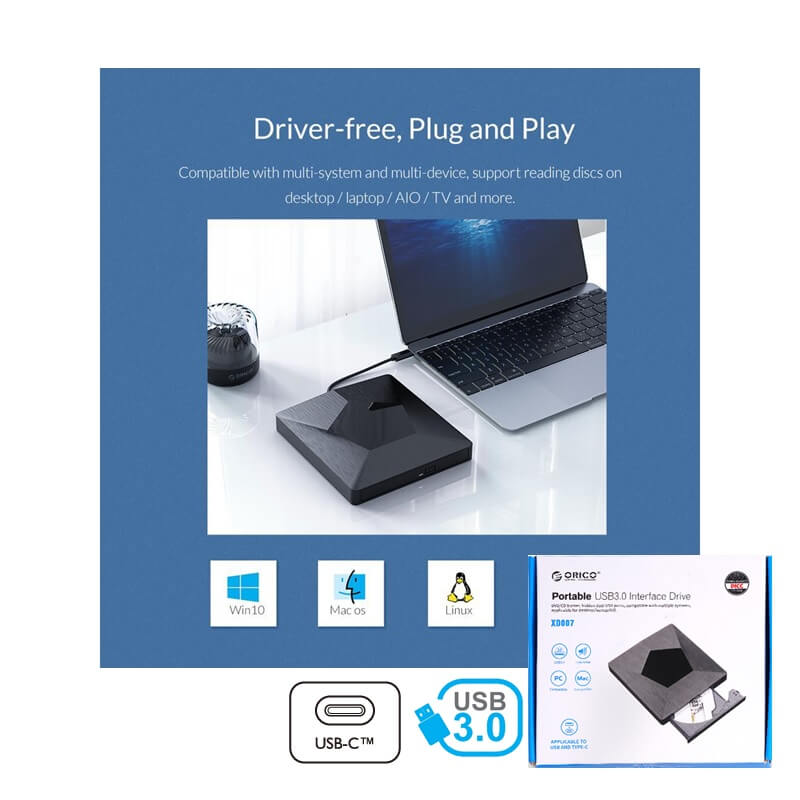 Driver-free, Plug and Play
Compatible with multi-system and multi-device, support reading discs on
desktop / laptop / AIO / TV and more.
Win10
Mac os
Linux
ORICO
Portable USB3.0 Interface Drive
XD007
PC
Mac
APPLICABLE TO
USB AND TYPE-C
USB-C™
USB
3.0